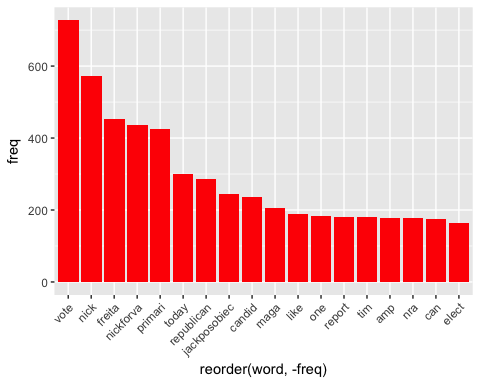 freq
600
400
200
0
vote
nick
freita
nickforva
primari
today
republican
jackposobiec
candid
maga
like
one
report
tim
amp
nra
can
elect
reorder(word, -freq)